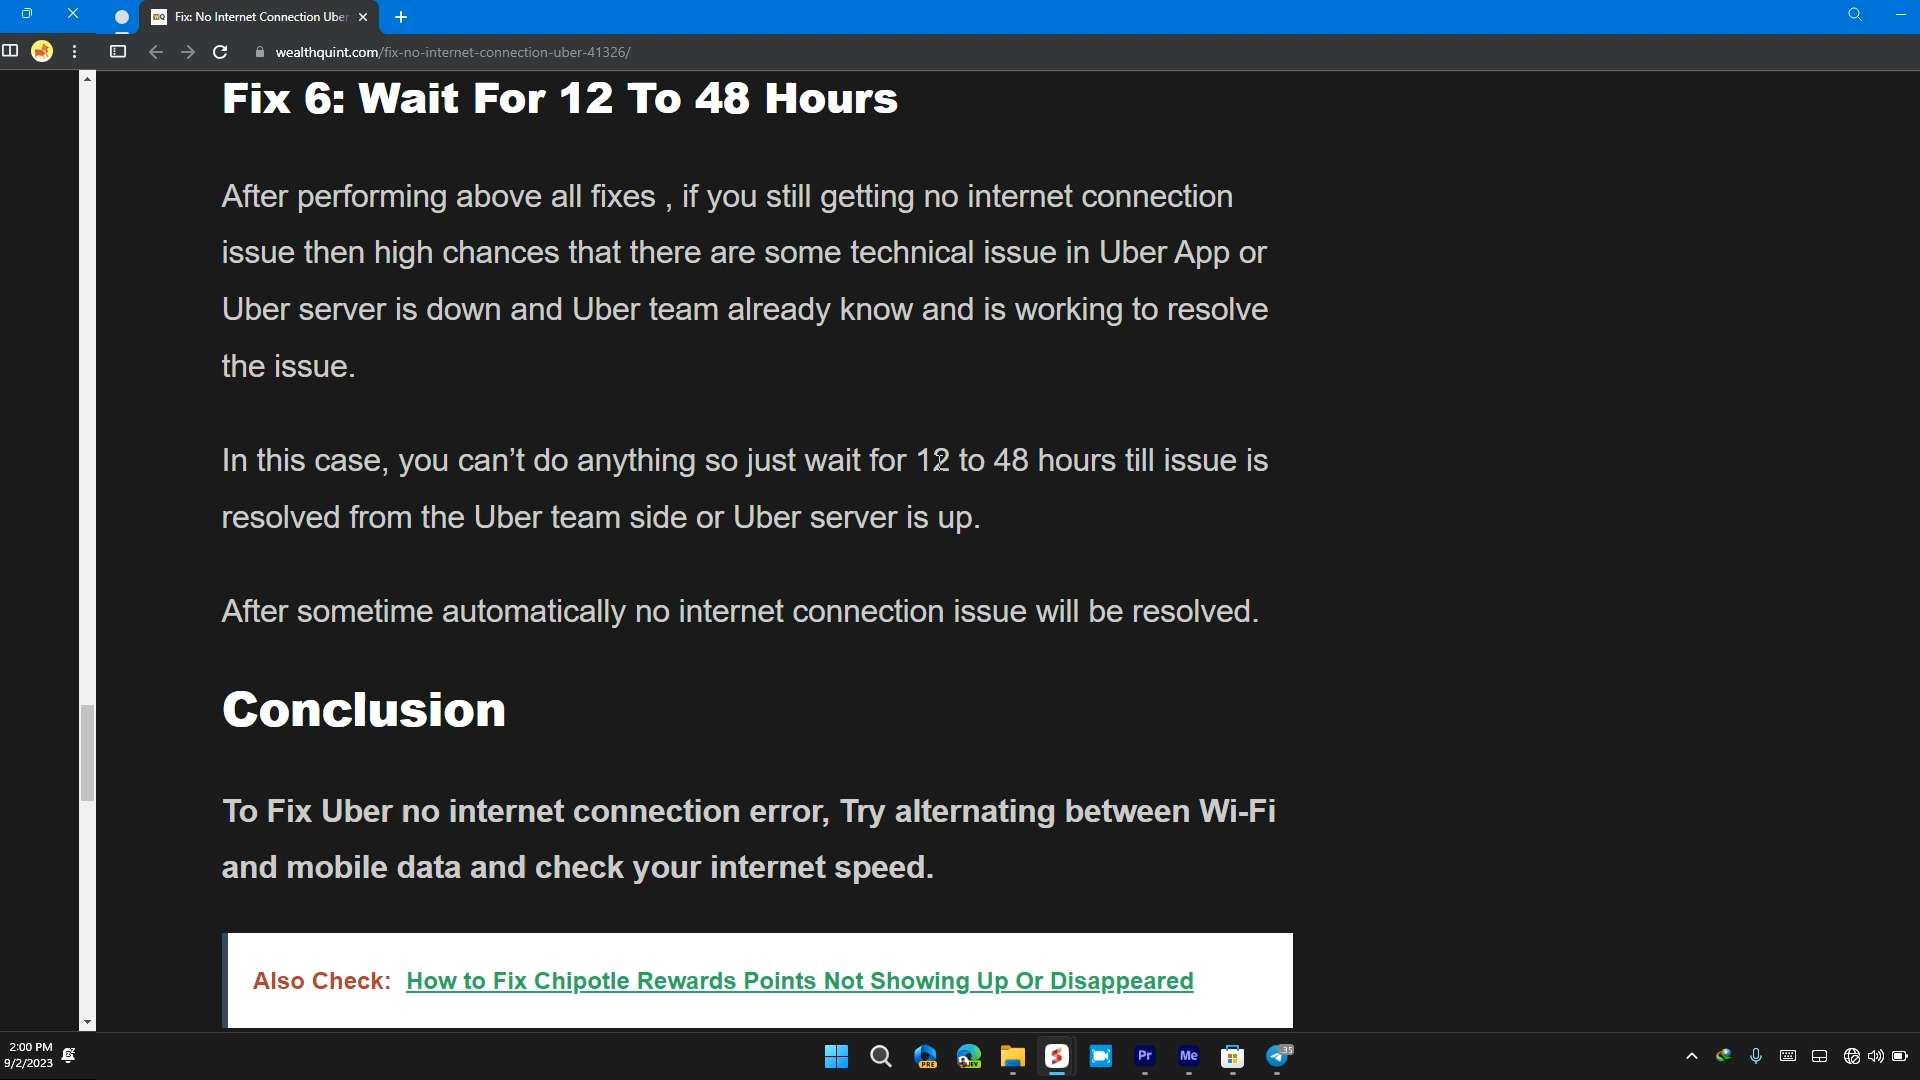 Fix: No Internet Connection Uber
wealthquint.com/fix-no-internet-connection-uber-41326/
Fix 6: Wait For 12 To 48 Hours
After performing above all fixes , if you still getting no internet connection
issue then high chances that there are some technical issue in Uber App or
Uber server is down and Uber team already know and is working to resolve
the issue.
In this case, you can’t do anything so just wait for 12 to 48 hours till issue is
resolved from the Uber team side or Uber server is up.
After sometime automatically no internet connection issue will be resolved.
Conclusion
To Fix Uber no internet connection error, Try alternating between Wi-Fi
and mobile data and check your internet speed.
Also Check: How to Fix Chipotle Rewards Points Not Showing Up Or Disappeared
2:00 PM
9/2/2023
PRE
DEV
Pr
Me
35